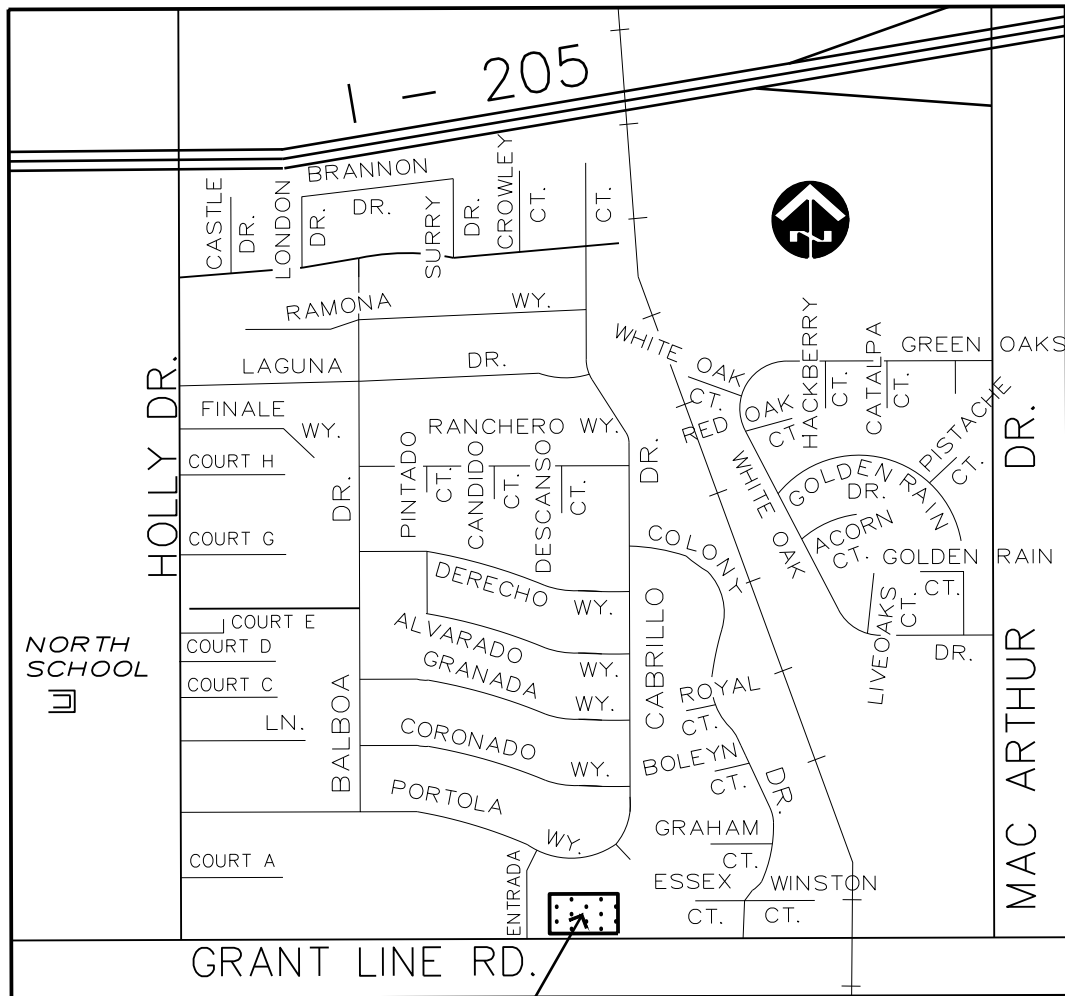 I - 205
CASTLE DR.
LONDON DR.
BRANNON DR.
SURRY DR.
CROWLEY CT.
CT.
RAMONA WY.
LAGUNA DR.
FINALE WY.
HOLLY DR.
COURT H
COURT G
COURT E
COURT D
COURT C
LN.
COURT A
NORTH
SCHOOL
BALBOA DR.
RANCHERO WY.
PINTADO CT.
CANDIDO CT.
DESCANSO CT.
DERECHO WY.
ALVARADO WY.
GRANADA WY.
CORONADO WY.
PORTOLA WY.
ENTRADA
CABRILLO DR.
COLONY DR.
ROYAL CT.
BOLEYN CT.
GRAHAM CT.
ESSEX CT.
WINSTON CT.
N
WHITE OAK CT.
RED OAK CT.
HACKBERRY CT.
CATALPA CT.
GREEN OAKS
PISTACHE CT.
GOLDEN RAIN DR.
WHITE OAK DR.
ACORN CT.
GOLDEN RAIN CT.
LIVEOAKS CT.
MAC ARTHUR DR.
GRANT LINE RD.